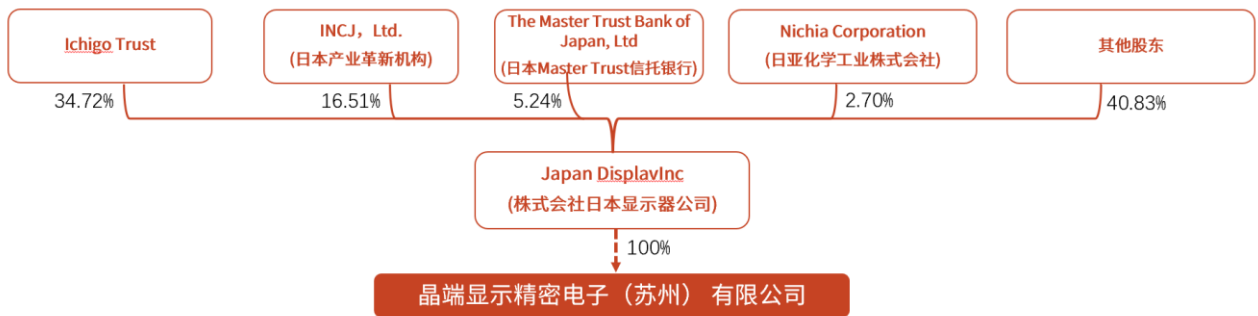 Ichigo Trust
INCJ，Ltd.
(日本产业革新机构)
The Master Trust Bank of
Japan, Ltd
(日本Master Trust信托银行)
Nichia Corporation
(日亚化学工业株式会社)
其他股东
34.72%
16.51%
5.24%
2.70%
40.83%
Japan DisplavInc
(株式会社日本显示器公司)
100%
晶端显示精密电子（苏州） 有限公司